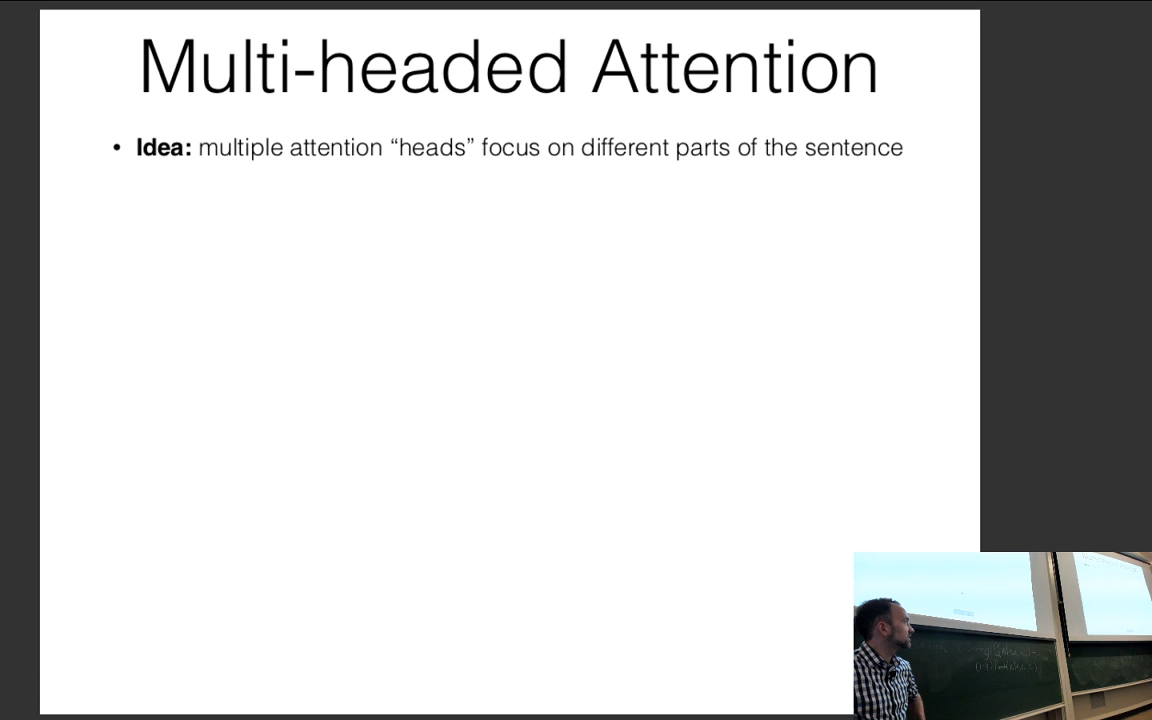 Multi-headed Attention
• Idea: multiple attention “heads” focus on different parts of the sentence